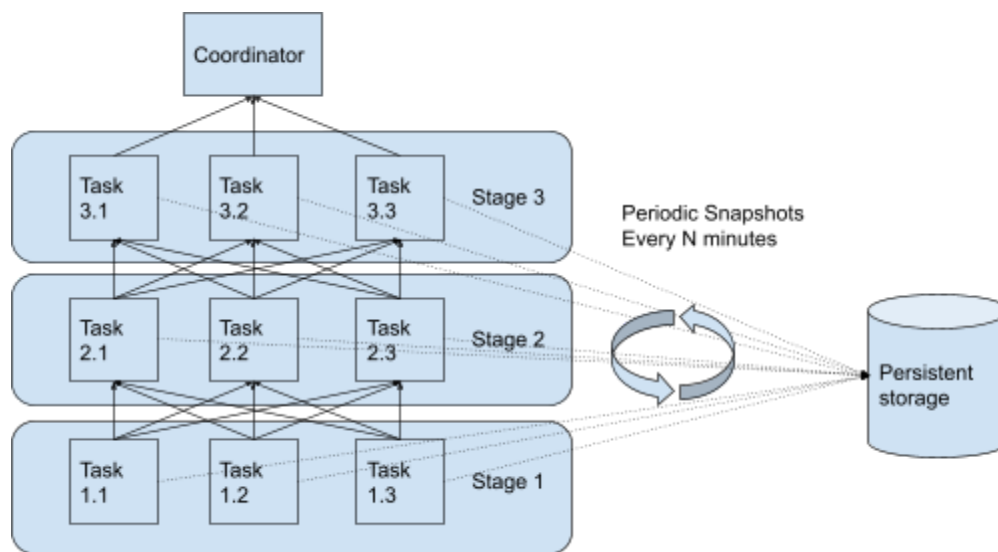 Coordinator
Task
3.1
Task
3.2
Task
3.3
Stage 3
Periodic Snapshots
Every N minutes
Task
2.1
Task
2.2
Task
2.3
Stage 2
Persistent
storage
Task
1.1
Task
1.2
Task
1.3
Stage 1